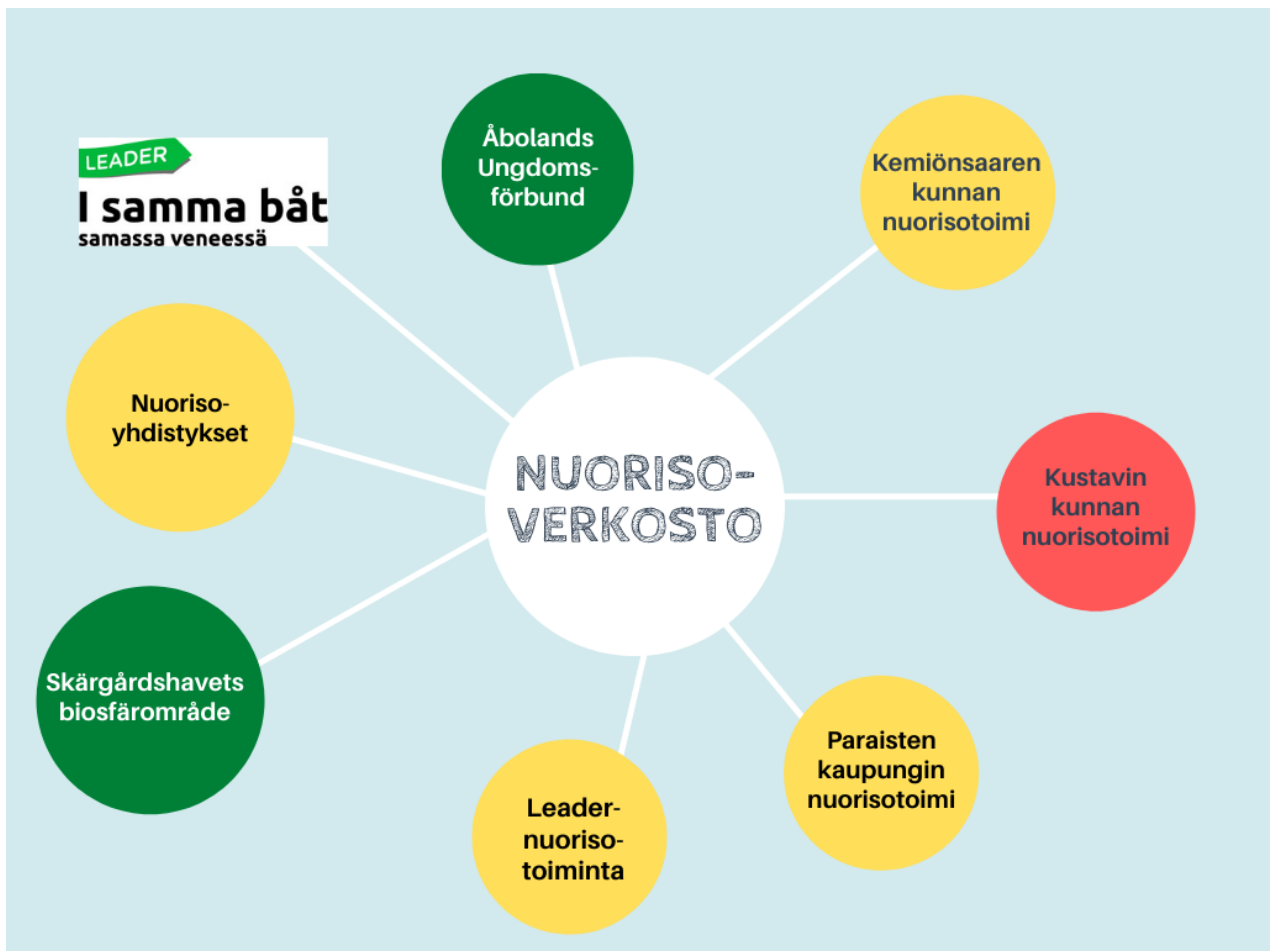 LEADER
I samma båt
samassa veneessä
Åbolands
Ungdoms-
förbund
Kemiönsaaren
kunnan
nuorisotoimi
Nuoriso-
yhdistykset
NUORISO-
VERKOSTO
Kustavin
kunnan
nuorisotoimi
Skärgårdshavets
biosfärområde
Leader-
nuoriso-
toiminta
Paraisten
kaupungin
nuorisotoimi